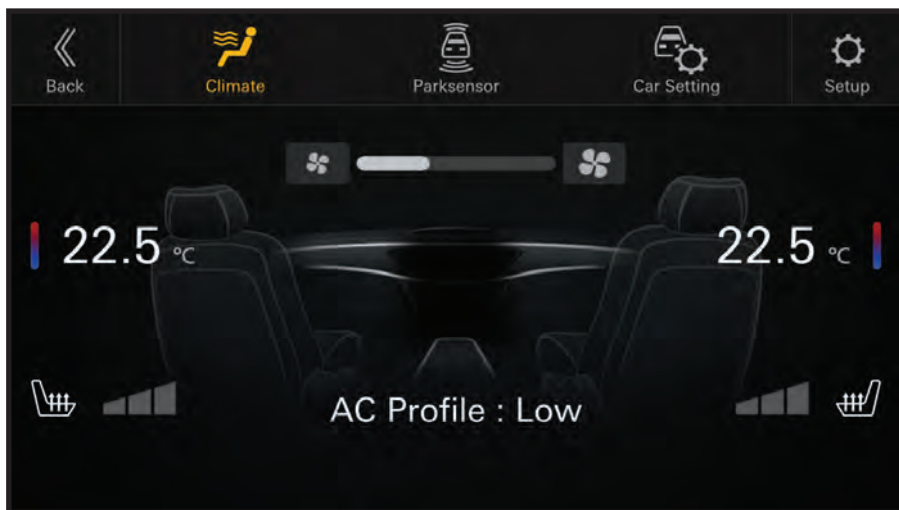 Back
Climate
Parksensor
Car Setting
Setup
22.5 °C
22.5 °C
AC Profile : Low